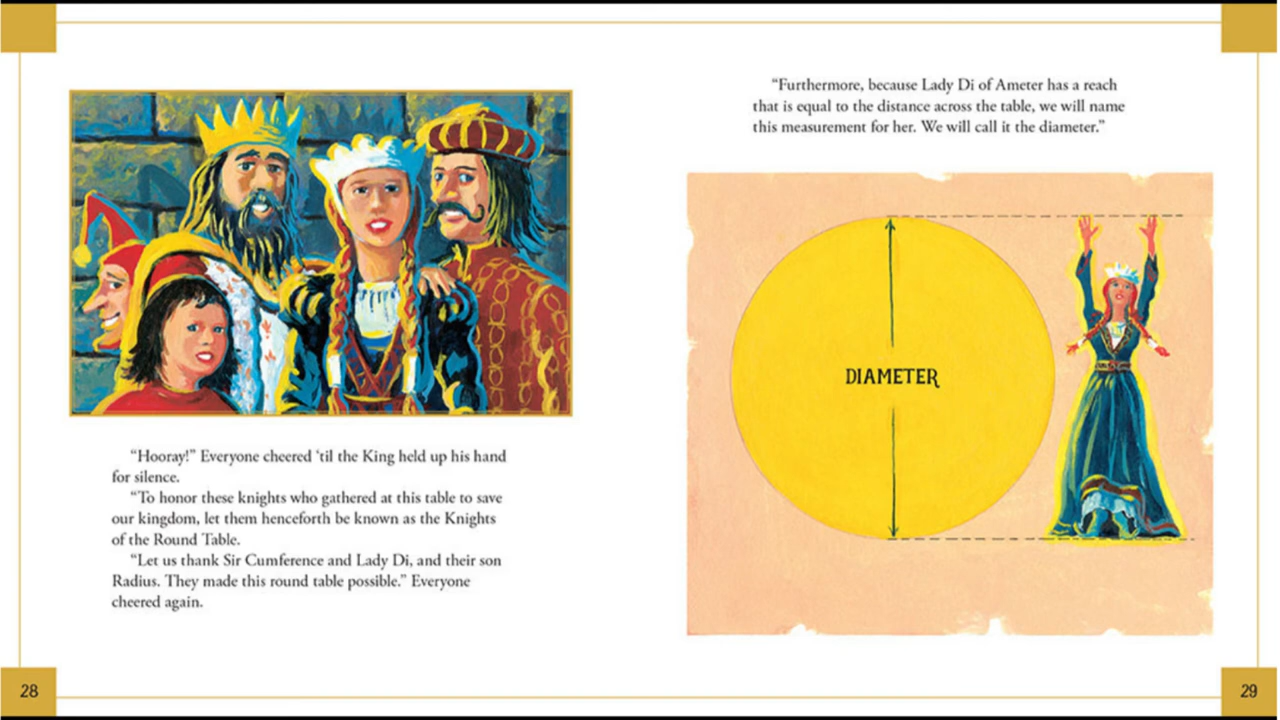 “Hooray!” Everyone cheered ‘til the King held up his hand
for silence.
“To honor these knights who gathered at this table to save
our kingdom, let them henceforth be known as the Knights
of the Round Table.
“Let us thank Sir Cumference and Lady Di, and their son
Radius. They made this round table possible.” Everyone
cheered again.
28
“Furthermore, because Lady Di of Ameter has a reach
that is equal to the distance across the table, we will name
this measurement for her. We will call it the diameter.”
DIAMETER
29